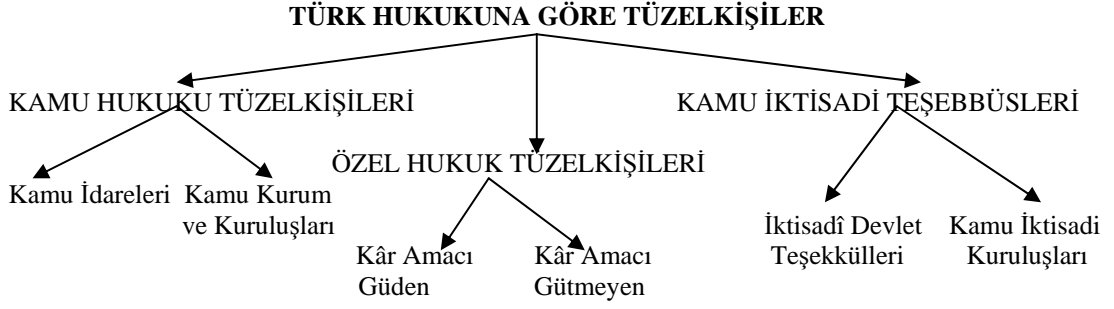 TÜRK HUKUKUNA GÖRE TÜZELKİŞİLER
KAMU HUKUKU TÜZELKİŞİLERİ
KAMU İKTİSADİ TEŞEBBÜSLERİ
ÖZEL HUKUK TÜZELKİŞİLERİ
Kamu İdareleri
Kamu Kurum
ve Kuruluşları
Kâr Amacı
Güden
Kâr Amacı
Gütmeyen
İktisadî Devlet
Teşekkülleri
Kamu İktisadi
Kuruluşları